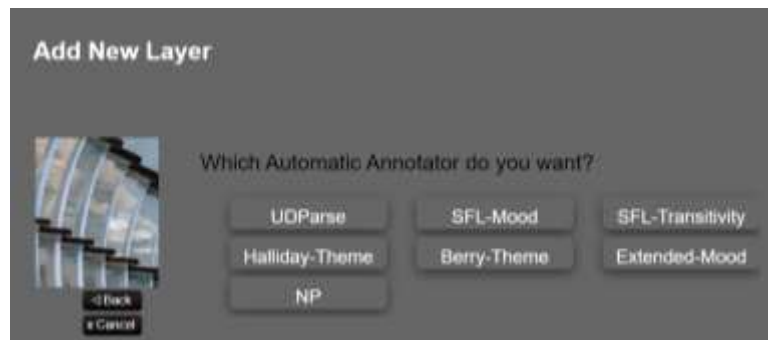 Add New Layer
Which Automatic Annotator do you want?
UDParse SFL-Mood SFL-Transitivity
Halliday-Theme Berry-Theme Extended-Mood
NP
◁ Back
x Cancel